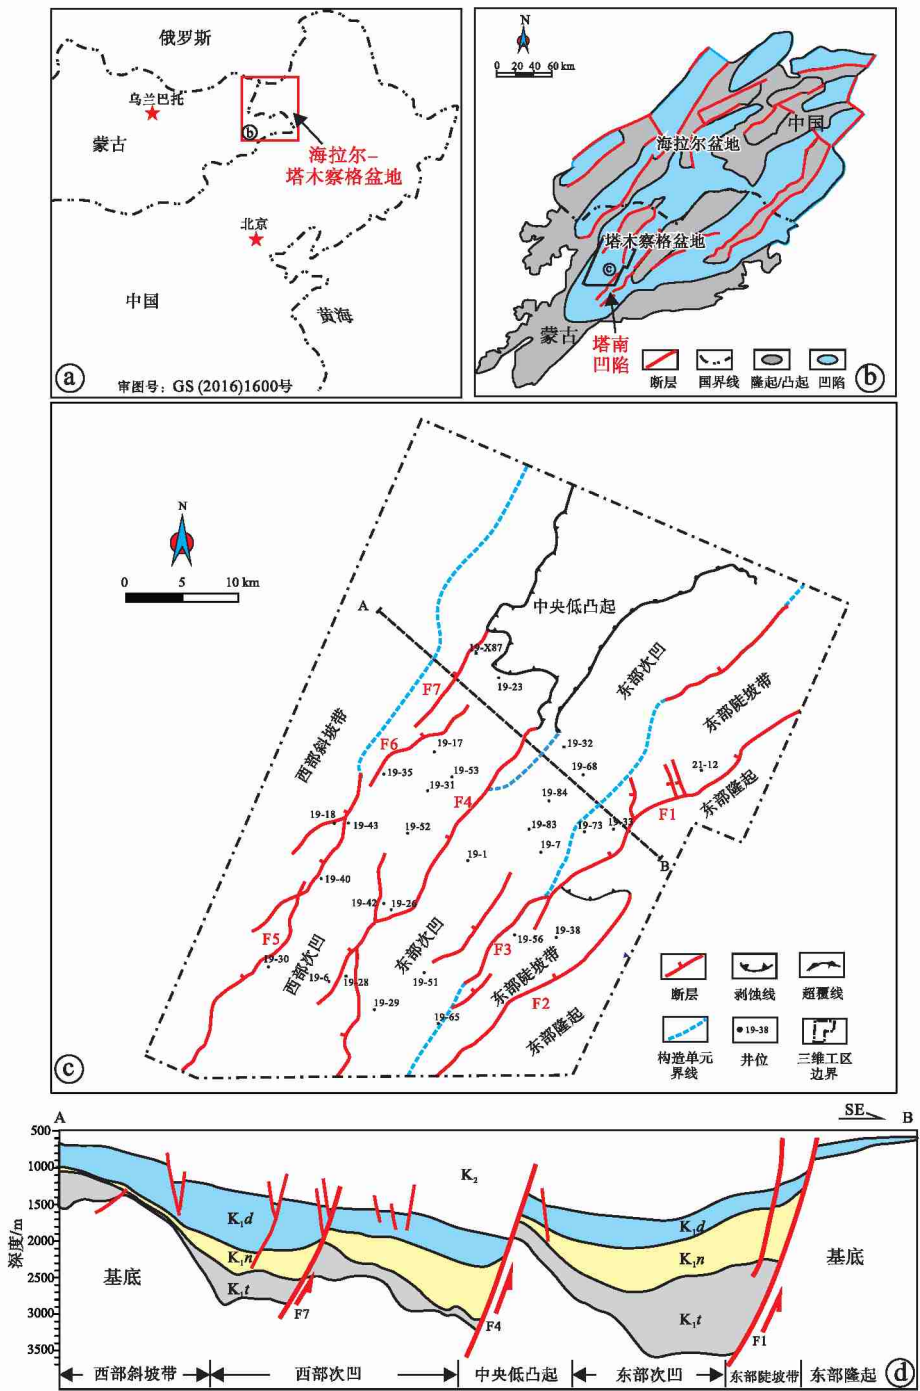 俄罗斯
乌兰巴托
蒙古
b
海拉尔–
塔木察格盆地
北京
中国
黄海
a
审图号：GS (2016)1600号
N
0 20 40 60 km
海拉尔盆地
中国
塔木察格盆地
c
蒙古
塔南
凹陷
断层
国界线
隆起/凸起
凹陷
b
N
0 5 10 km
A
中央低凸起
19-X87
F7
19-23
东部次凹
东部陡坡带
西部斜坡带
F6
19-17
19-32
19-35
19-53
19-68
21-12
19-31
F4
19-84
F1
东部隆起
19-18
19-43
19-52
19-83
19-73
19-33
19-1
19-7
B
19-40
19-42
19-26
F5
西部次凹
东部次凹
F3
19-56
19-38
19-30
19-6
19-28
19-51
东部陡坡带
F2
19-29
19-65
东部隆起
断层
剥蚀线
超覆线
19-38
构造单元
界线
井位
三维工区
边界
c
A
SE
B
深度/m
500
1000
1500
2000
2500
3000
3500
K₂
K₁d
K₁n
K₁t
K₁d
K₁n
K₁t
基底
基底
F7
F4
F1
西部斜坡带
西部次凹
中央低凸起
东部次凹
东部陡坡带
东部隆起
d